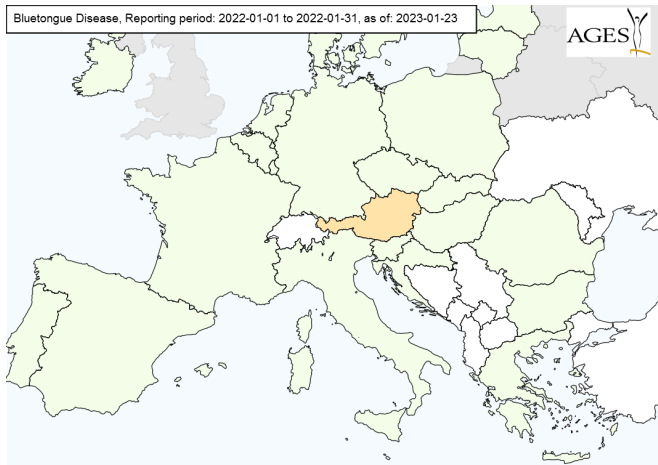 Bluetongue Disease, Reporting period: 2022-01-01 to 2022-01-31, as of: 2023-01-23
AGES